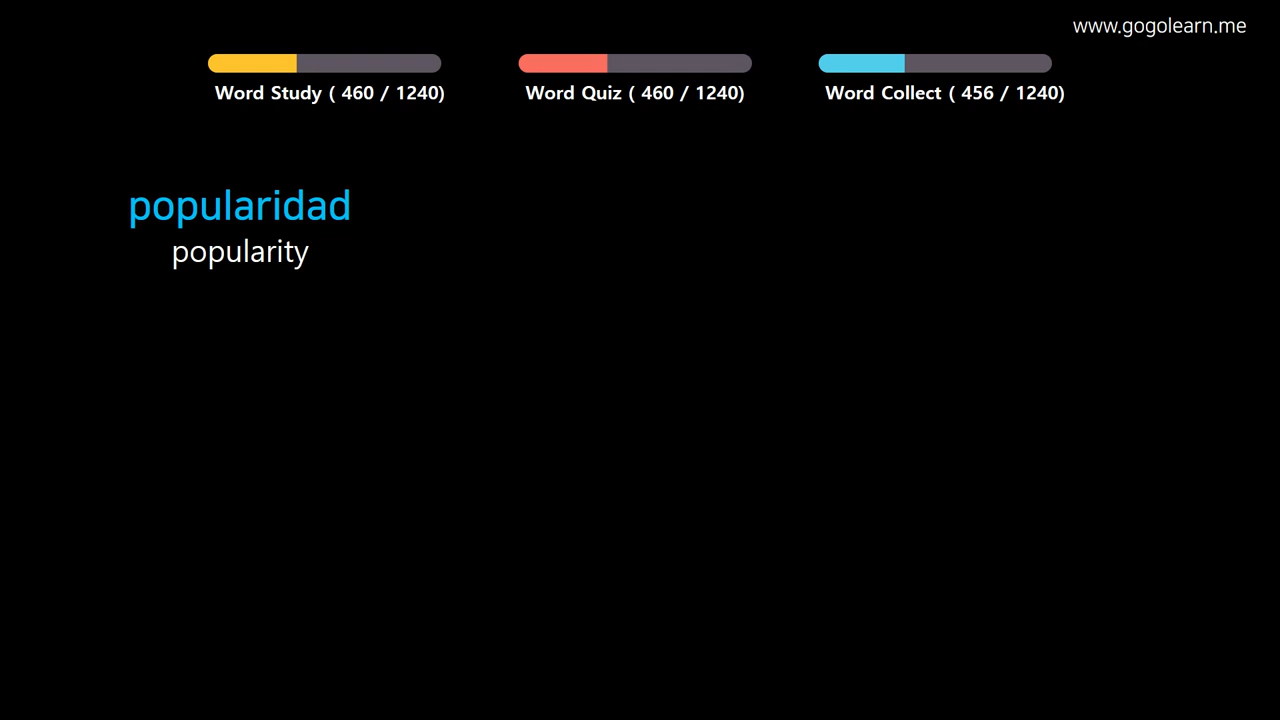 www.gogolearn.me
Word Study ( 460 / 1240)
Word Quiz ( 460 / 1240)
Word Collect ( 456 / 1240)
popularidad
popularity